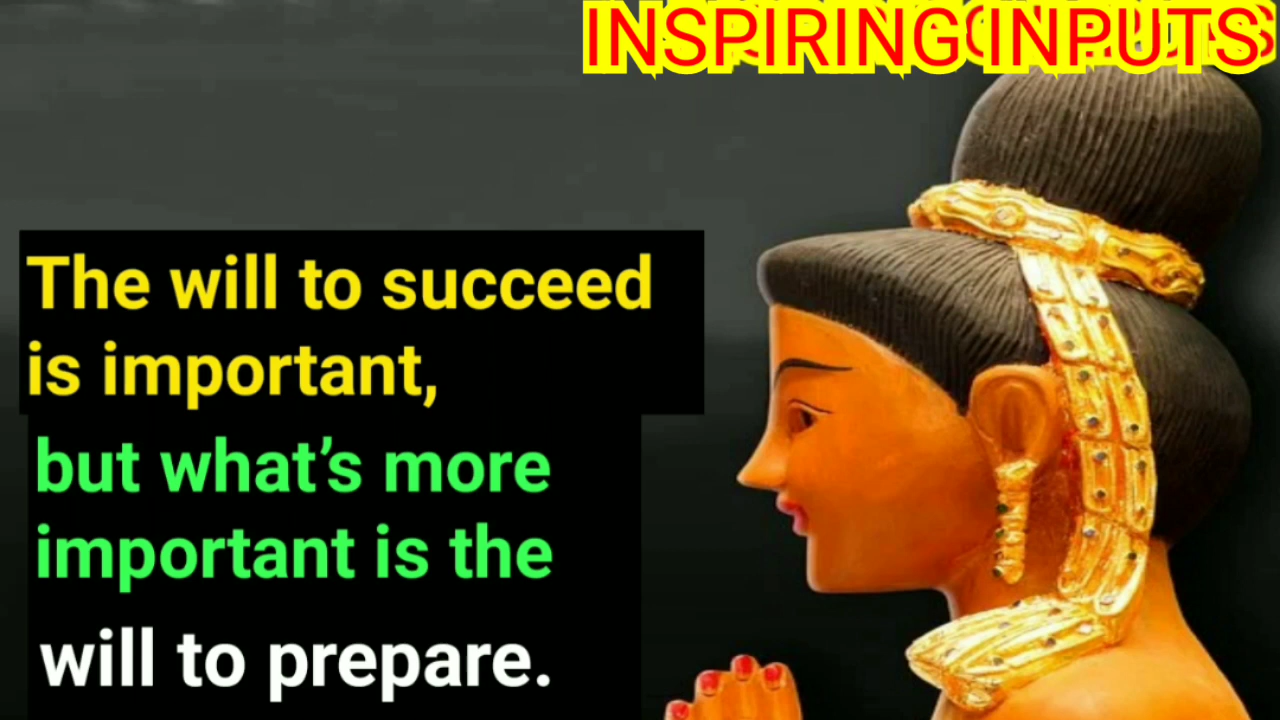 INSPIRING INPUTS
The will to succeed
is important,
but what’s more
important is the
will to prepare.